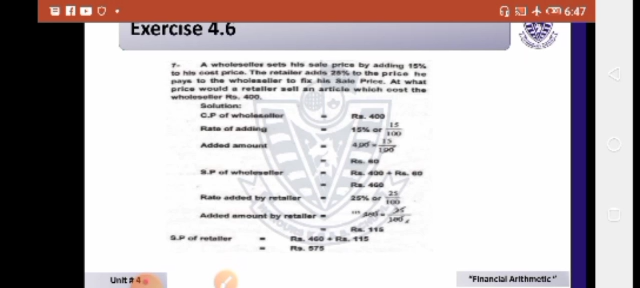 6:47
Exercise 4.6
7- A wholeseller sets his sale price by adding 15%
to his cost price. The retailer adds 25% to the price he
pays to the wholeseller to fix his Sale Price. At what
price would a retailer sell an article which cost the
wholeseller Rs. 400.
Solution:
C.P of wholeseller = Rs. 400
Rate of adding = 15% or 15/100
Added amount = 400 × 15/100
= Rs. 60
S.P of wholeseller = Rs. 400 + Rs. 60
= Rs. 460
Rate added by retailer = 25% or 25/100
Added amount by retailer = 460 × 25/100
= Rs. 115
S.P of retailer = Rs. 460 + Rs. 115
= Rs. 575
Unit # 4
"Financial Arithmetic"